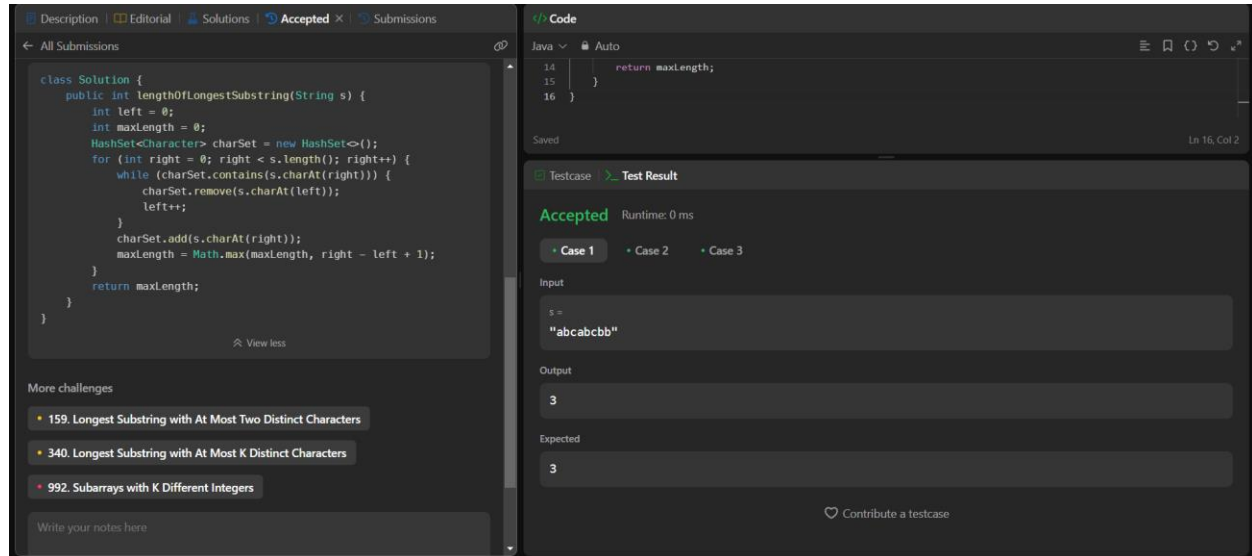 Description | Editorial | Solutions | Accepted × | Submissions
← All Submissions
class Solution {
public int lengthOfLongestSubstring(String s) {
int left = 0;
int maxLength = 0;
HashSet<Character> charSet = new HashSet<>();
for (int right = 0; right < s.length(); right++) {
while (charSet.contains(s.charAt(right))) {
charSet.remove(s.charAt(left));
left++;
}
charSet.add(s.charAt(right));
maxLength = Math.max(maxLength, right - left + 1);
}
return maxLength;
}
}
View less
More challenges
• 159. Longest Substring with At Most Two Distinct Characters
• 340. Longest Substring with At Most K Distinct Characters
• 992. Subarrays with K Different Integers
Write your notes here
</> Code
Java Auto
14 return maxLength;
15 }
16 }
Saved Ln 16, Col 2
Testcase | >_ Test Result
Accepted Runtime: 0 ms
• Case 1 • Case 2 • Case 3
Input
s =
"abcabcbb"
Output
3
Expected
3
Contribute a testcase